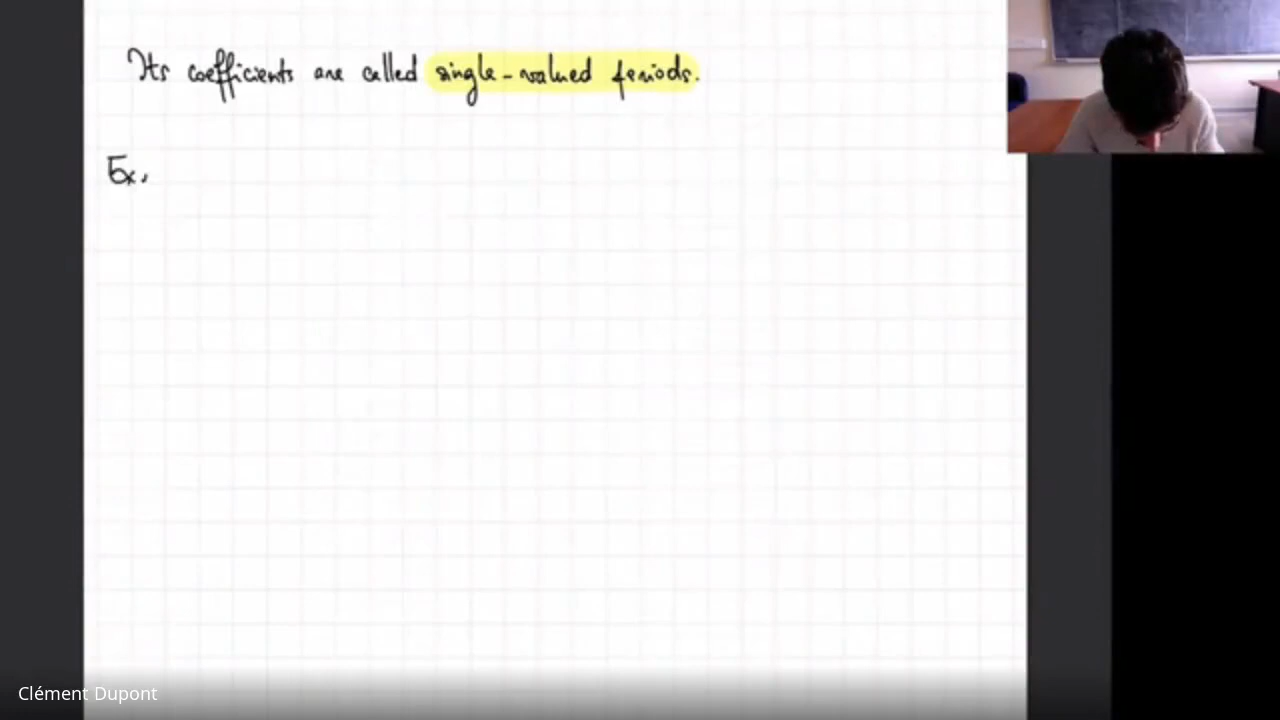 Its coefficients are called single-valued periods.
Ex.
Clément Dupont